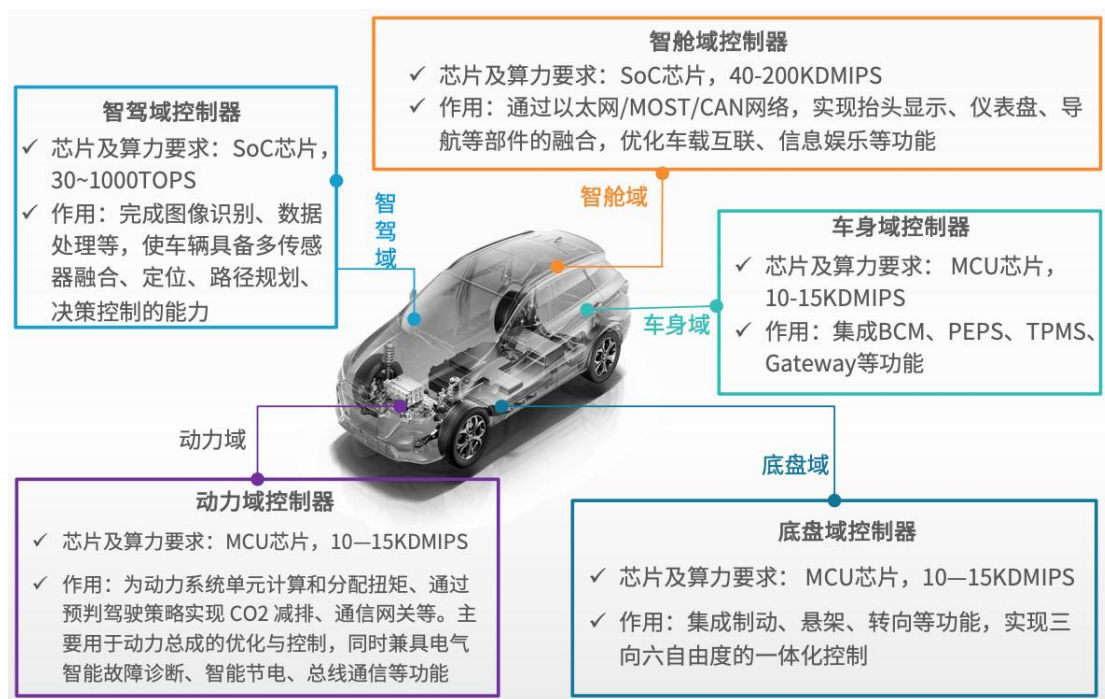 智舱域控制器
✓ 芯片及算力要求：SoC芯片，40-200KDMIPS
✓ 作用：通过以太网/MOST/CAN网络，实现抬头显示、仪表盘、导
航等部件的融合，优化车载互联、信息娱乐等功能
智驾域控制器
✓ 芯片及算力要求：SoC芯片，
30~1000TOPS
✓ 作用：完成图像识别、数据
处理等，使车辆具备多传感
器融合、定位、路径规划、
决策控制的能力
智驾域
智舱域
车身域控制器
✓ 芯片及算力要求： MCU芯片，
10-15KDMIPS
✓ 作用：集成BCM、PEPS、TPMS、
Gateway等功能
车身域
动力域
底盘域
动力域控制器
✓ 芯片及算力要求：MCU芯片，10—15KDMIPS
✓ 作用：为动力系统单元计算和分配扭矩、通过
预判驾驶策略实现 CO2 减排、通信网关等。主
要用于动力总成的优化与控制，同时兼具电气
智能故障诊断、智能节电、总线通信等功能
底盘域控制器
✓ 芯片及算力要求： MCU芯片，10—15KDMIPS
✓ 作用：集成制动、悬架、转向等功能，实现三
向六自由度的一体化控制